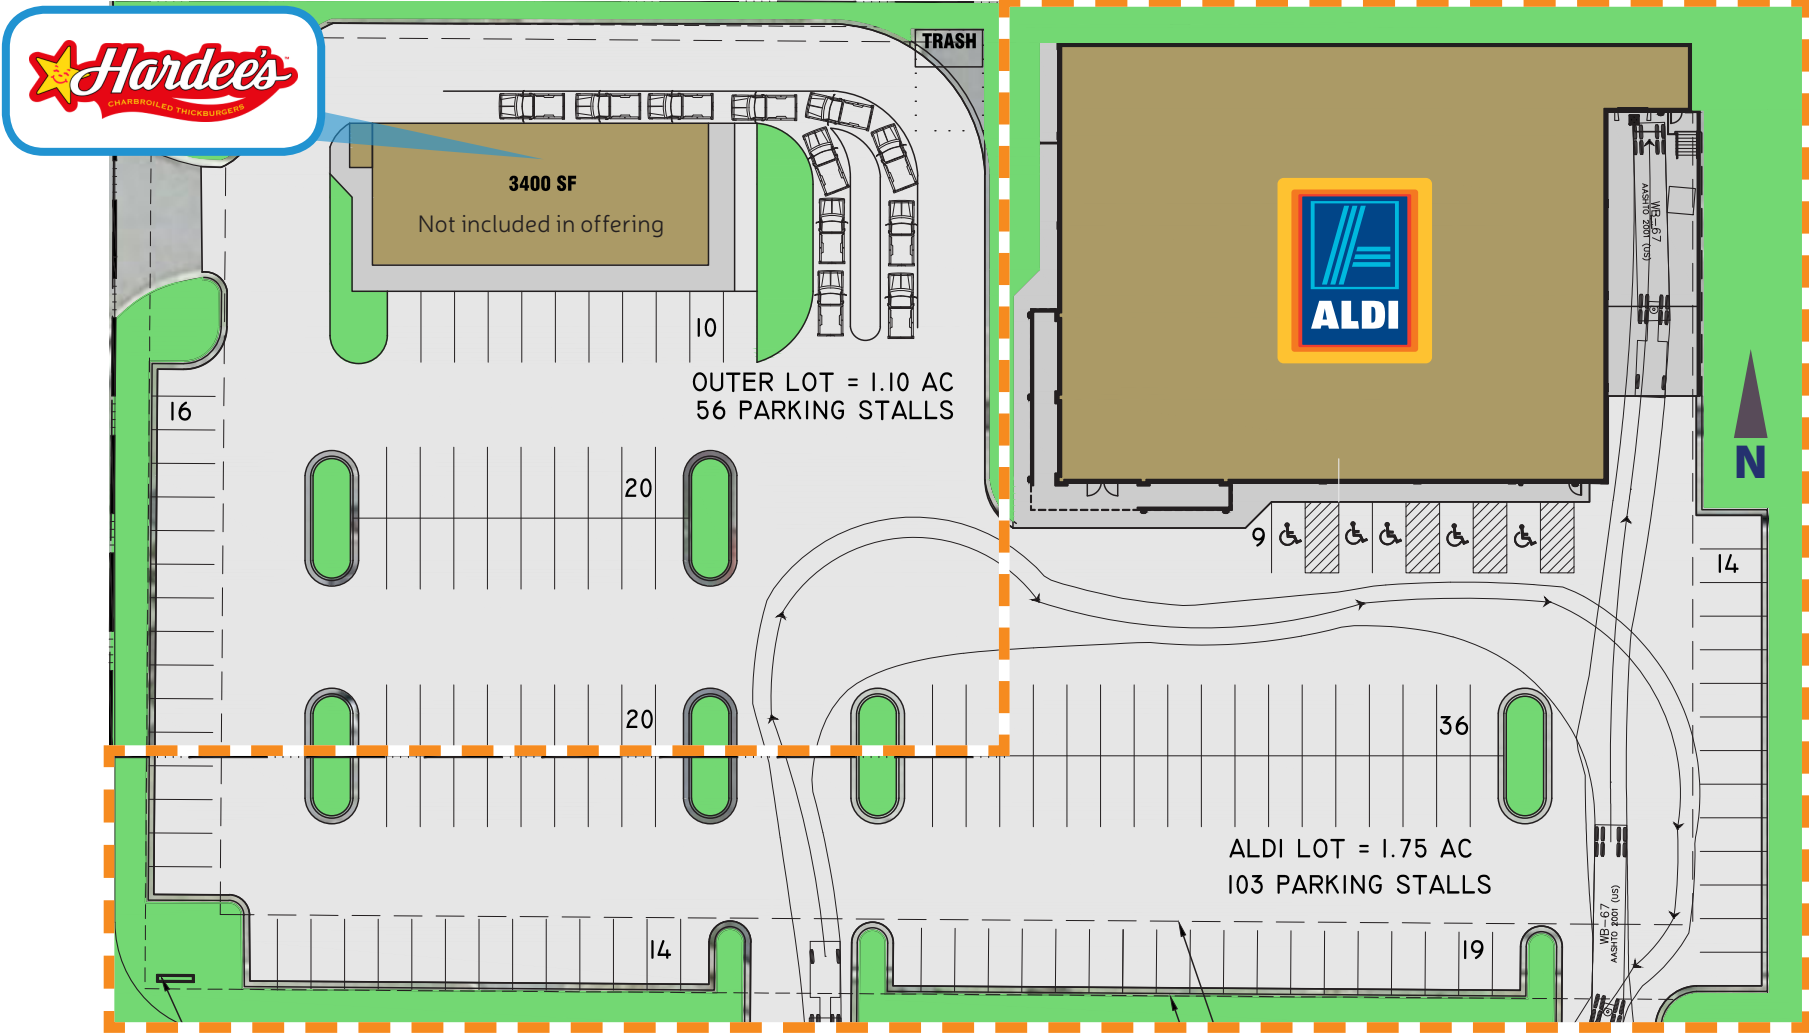 Hardee's
CHARBROILED THICKBURGERS
TRASH
3400 SF
Not included in offering
10
OUTER LOT = 1.10 AC
56 PARKING STALLS
16
20
20
ALDI
WB-67
AASHTO 2001 (US)
N
9
14
36
ALDI LOT = 1.75 AC
103 PARKING STALLS
WB-67
AASHTO 2001 (US)
14
19